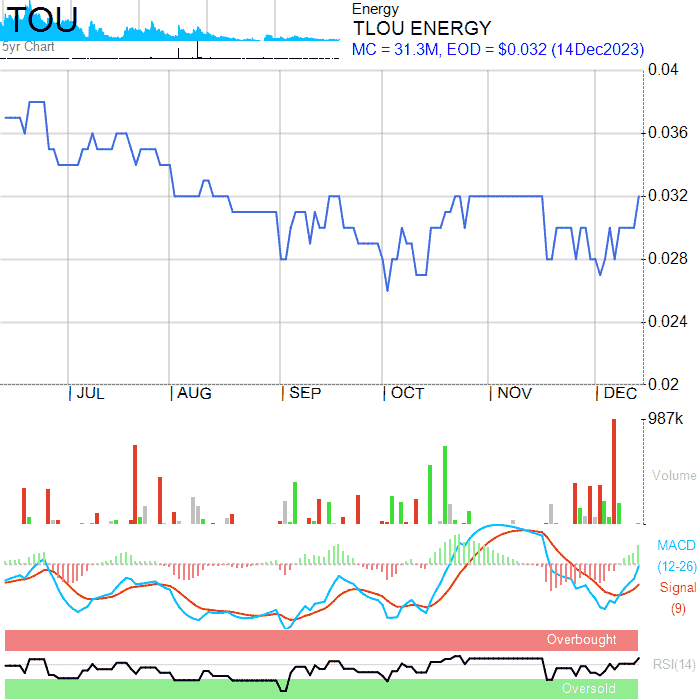 TOU
5yr Chart
Energy
TLOU ENERGY
MC = 31.3M, EOD = $0.032 (14Dec2023)
0.04
0.036
0.032
0.028
0.024
0.02
JUL AUG SEP OCT NOV DEC
987k
Volume
MACD
(12-26)
Signal
(9)
Overbought
RSI(14)
Oversold